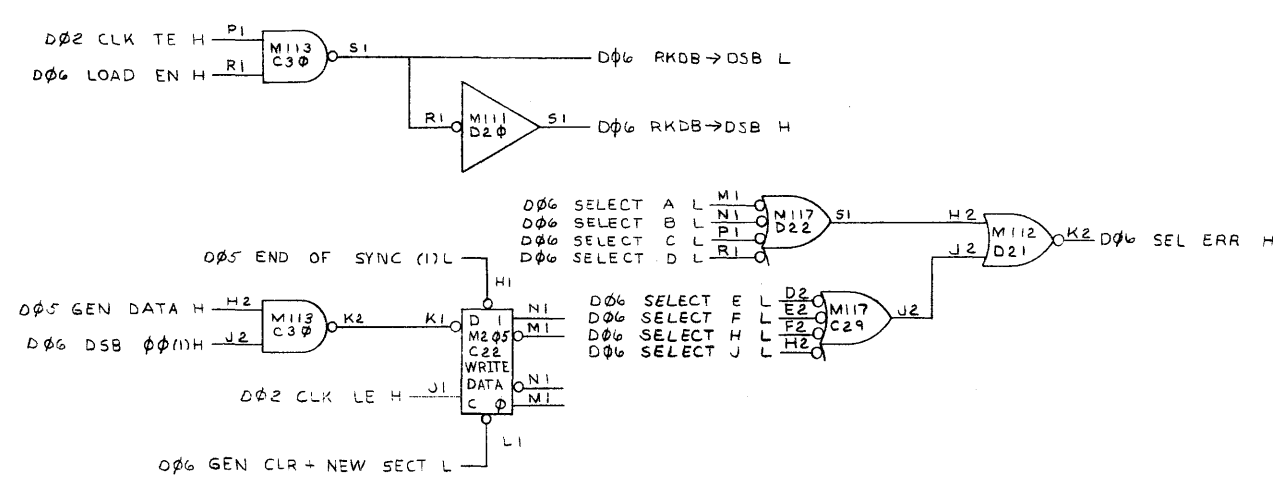 DØ2 CLK TE H P1
DØ6 LOAD EN H R1
M113
C3Ø
S1
DØ6 RKDB→DSB L
R1
M111
D2Ø
S1
DØ6 RKDB→DSB H
DØ6 SELECT A L M1
DØ6 SELECT B L N1
DØ6 SELECT C L P1
DØ6 SELECT D L R1
M117
D22
S1
H2
J2
M112
D21
K2
DØ6 SEL ERR H
DØ6 SELECT E L D2
DØ6 SELECT F L E2
DØ6 SELECT H L F2
DØ6 SELECT J L H2
M117
C29
J2
DØ5 END OF SYNC (1)L
H1
DØ5 GEN DATA H H2
DØ6 DSB ØØ(1)H J2
M113
C3Ø
K2
K1
D 1
M2Ø5
C22
WRITE
DATA
C Ø
N1
M1
N1
M1
DØ2 CLK LE H J1
L1
DØ6 GEN CLR + NEW SECT L